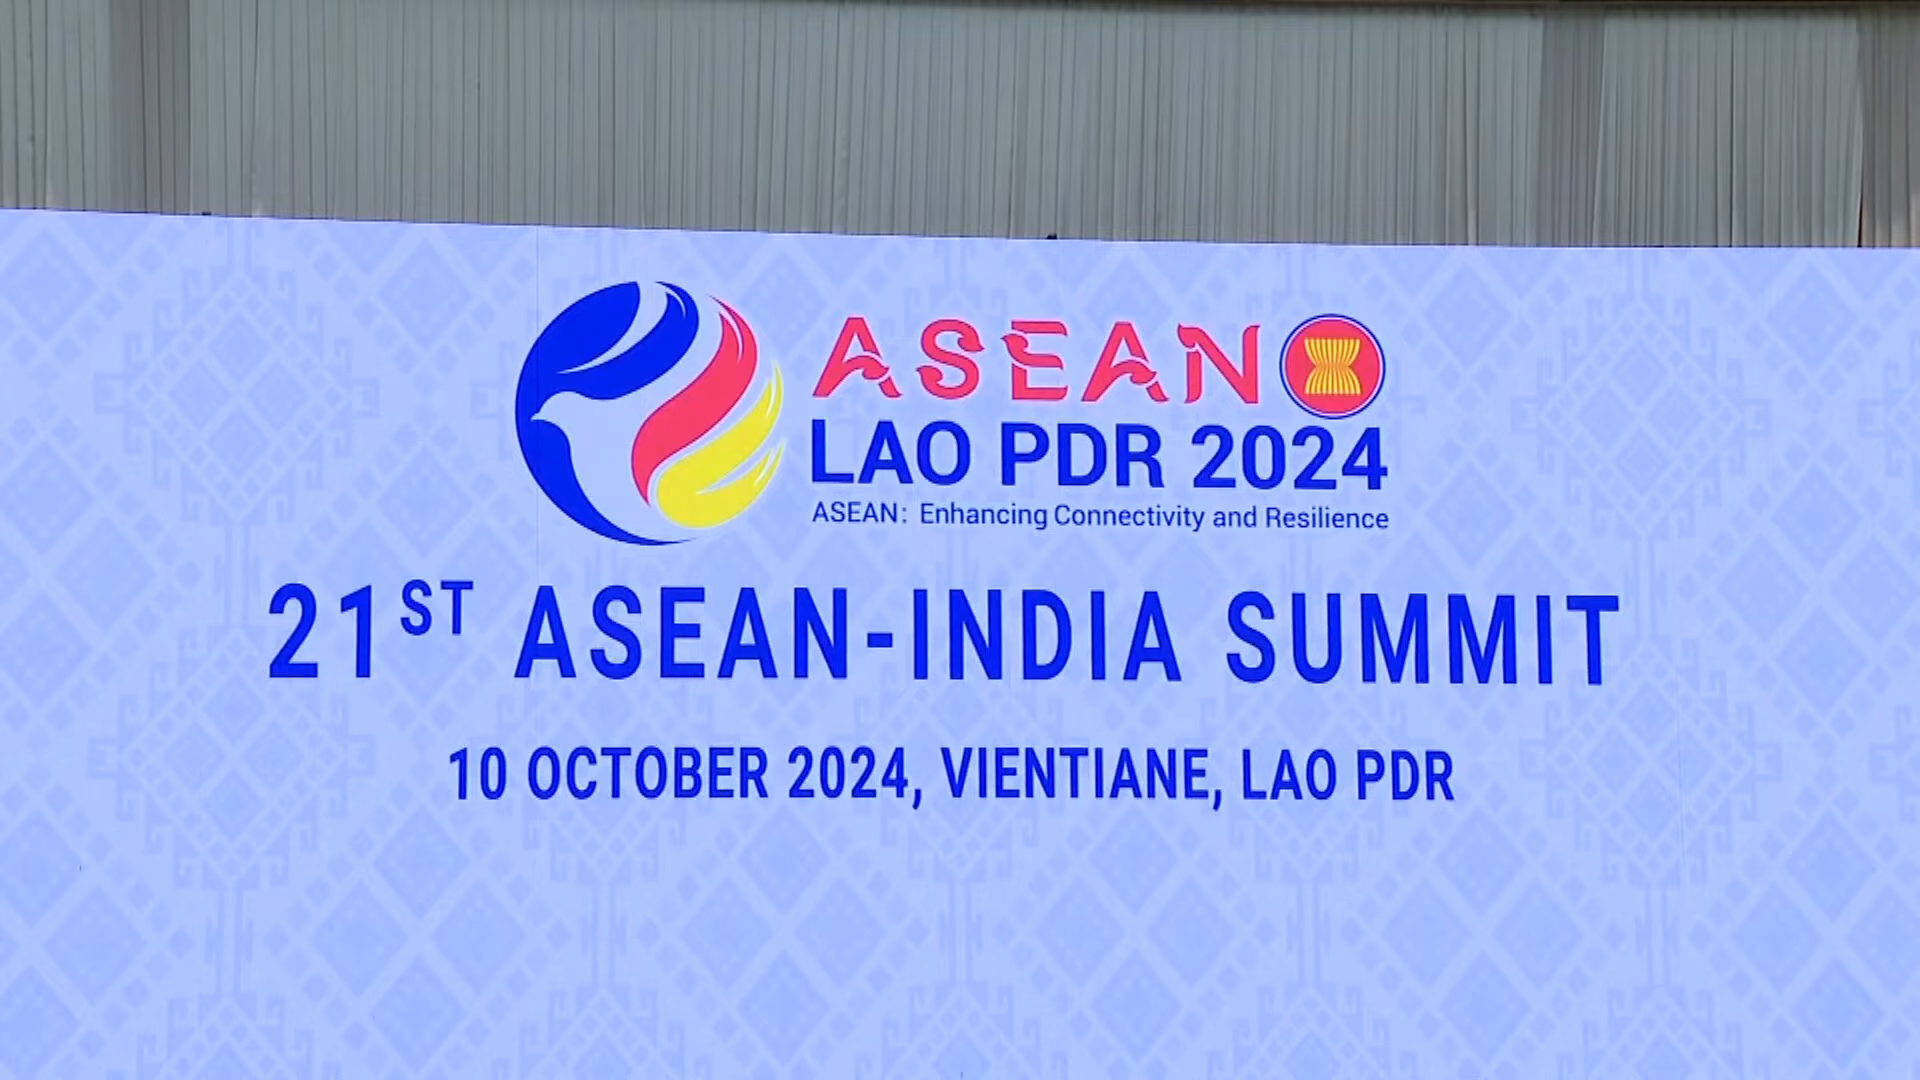 ASEAN
LAO PDR 2024
ASEAN: Enhancing Connectivity and Resilience
21ST ASEAN-INDIA SUMMIT
10 OCTOBER 2024, VIENTIANE, LAO PDR